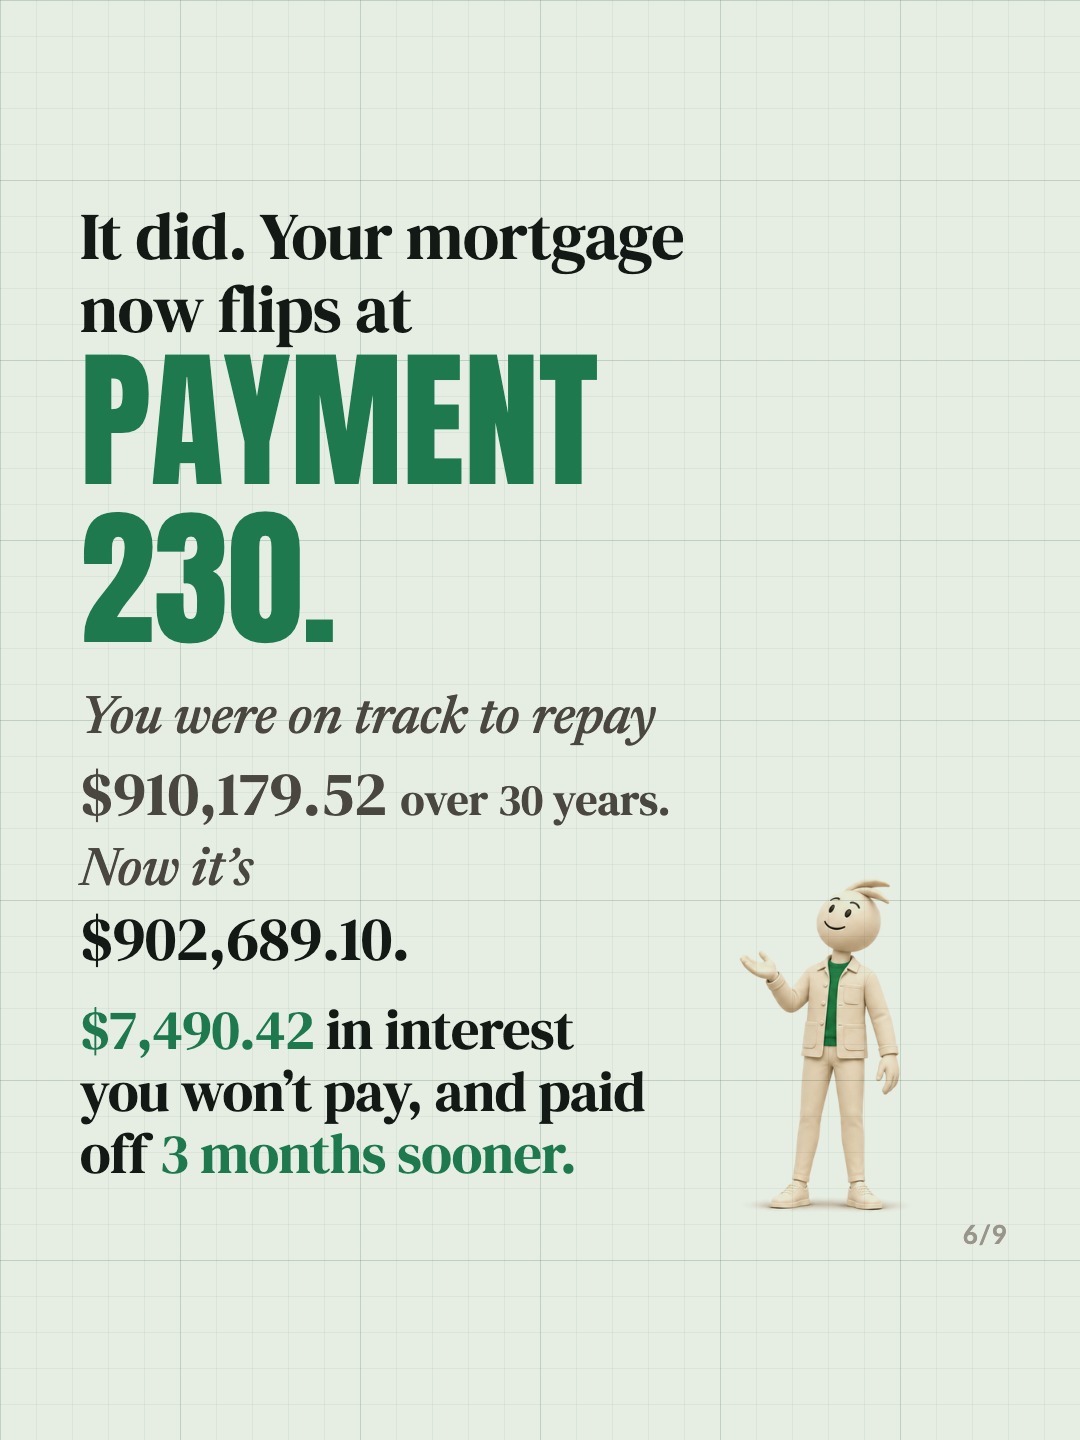 It did. Your mortgage
now flips at
PAYMENT
230.
You were on track to repay
$910,179.52 over 30 years.
Now it’s
$902,689.10.
$7,490.42 in interest
you won’t pay, and paid
off 3 months sooner.
6/9